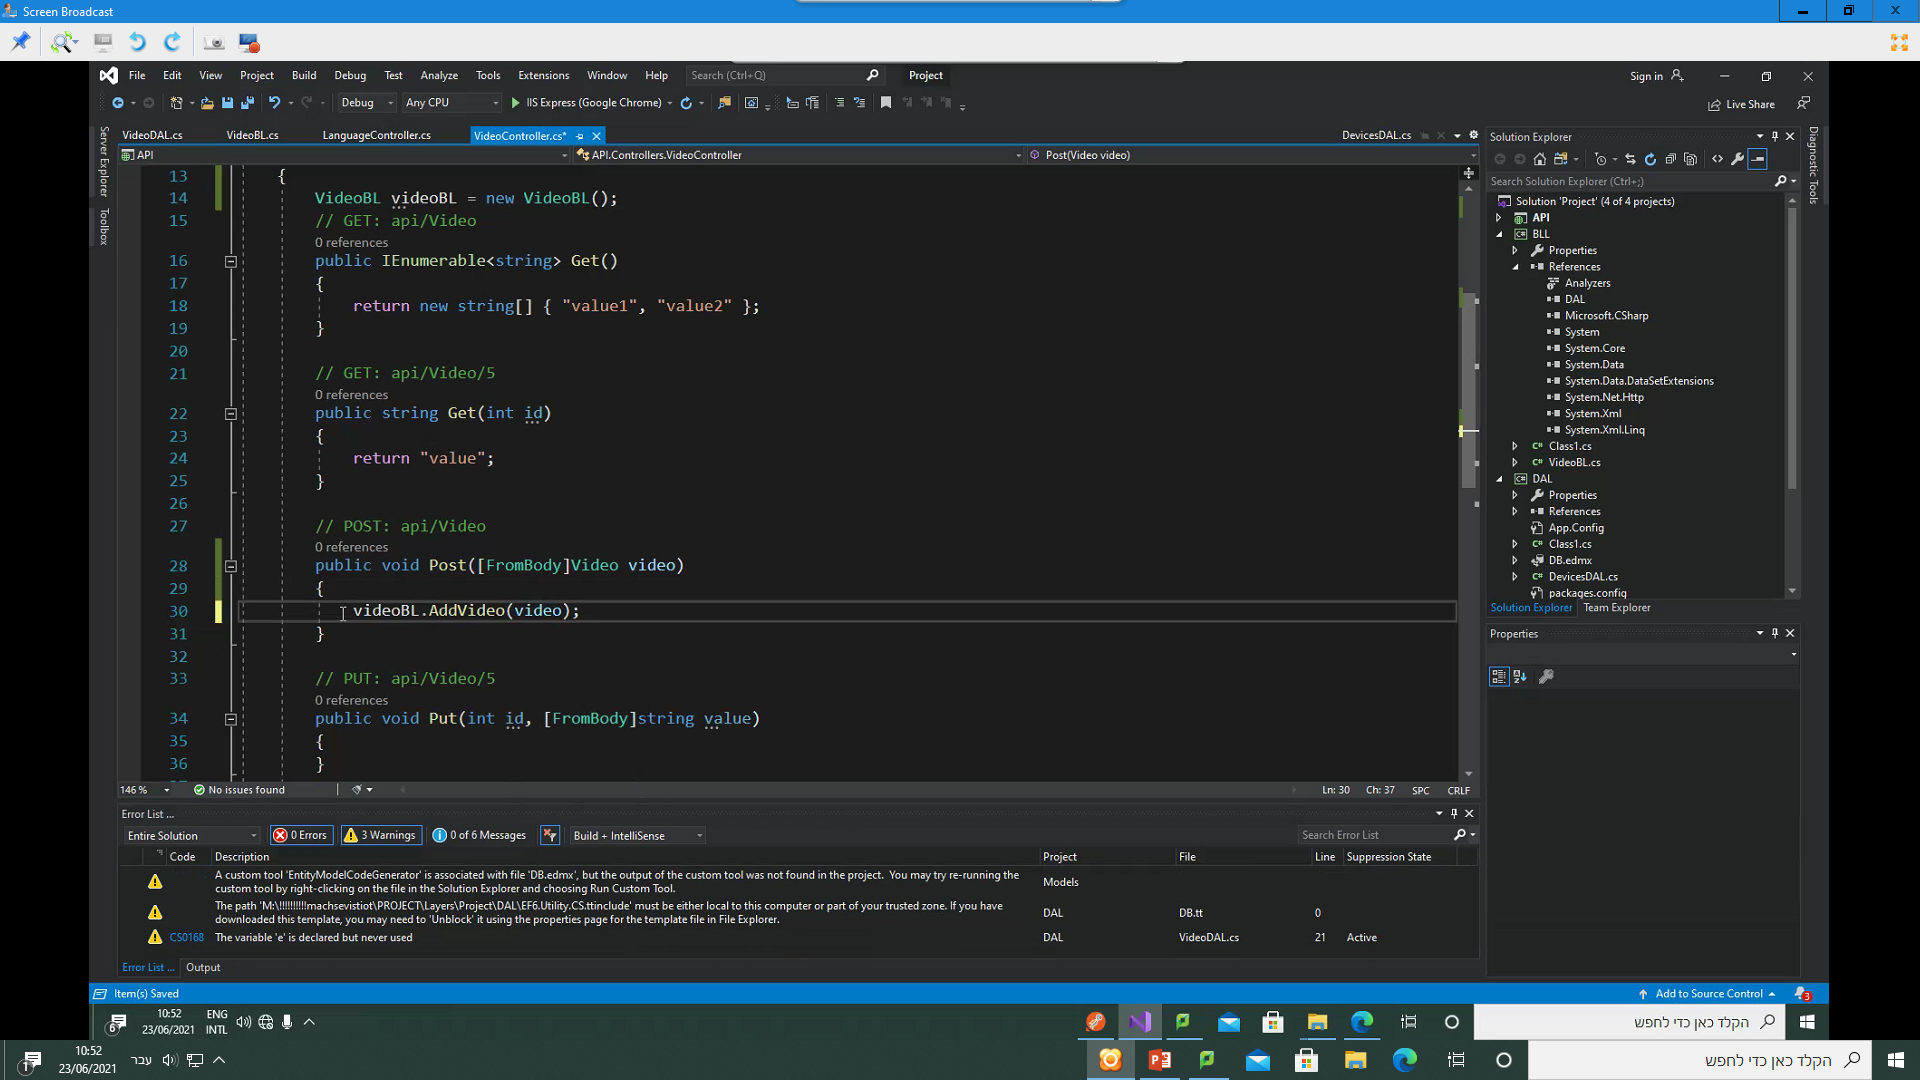 Screen Broadcast
File Edit View Project Build Debug Test Analyze Tools Extensions Window Help Search (Ctrl+Q) Project Sign in
Debug Any CPU IIS Express (Google Chrome) Live Share
VideoDAL.cs VideoBL.cs LanguageController.cs VideoController.cs* DevicesDAL.cs
API API.Controllers.VideoController Post(Video video)
Server Explorer
Toolbox
13 {
14 VideoBL videoBL = new VideoBL();
15 // GET: api/Video
0 references
16 public IEnumerable<string> Get()
17 {
18 return new string[] { "value1", "value2" };
19 }
20
21 // GET: api/Video/5
0 references
22 public string Get(int id)
23 {
24 return "value";
25 }
26
27 // POST: api/Video
0 references
28 public void Post([FromBody]Video video)
29 {
30 videoBL.AddVideo(video);
31 }
32
33 // PUT: api/Video/5
0 references
34 public void Put(int id, [FromBody]string value)
35 {
36 }
146 % No issues found Ln: 30 Ch: 37 SPC CRLF
Error List ...
Entire Solution 0 Errors 3 Warnings 0 of 6 Messages Build + IntelliSense Search Error List
Code Description Project File Line Suppression State
A custom tool 'EntityModelCodeGenerator' is associated with file 'DB.edmx', but the output of the custom tool was not found in the project. You may try re-running the
custom tool by right-clicking on the file in the Solution Explorer and choosing Run Custom Tool. Models
The path 'M:\!!!!!!!!!!machsevistiot\PROJECT\Layers\Project\DAL\EF6.Utility.CS.ttinclude' must be either local to this computer or part of your trusted zone. If you have
downloaded this template, you may need to 'Unblock' it using the properties page for the template file in File Explorer. DAL DB.tt 0
CS0168 The variable 'e' is declared but never used DAL VideoDAL.cs 21 Active
Error List ... Output
Solution Explorer
Search Solution Explorer (Ctrl+;)
Solution 'Project' (4 of 4 projects)
API
BLL
Properties
References
Analyzers
DAL
Microsoft.CSharp
System
System.Core
System.Data
System.Data.DataSetExtensions
System.Net.Http
System.Xml
System.Xml.Linq
Class1.cs
VideoBL.cs
DAL
Properties
References
App.Config
Class1.cs
DB.edmx
DevicesDAL.cs
packages.config
Solution Explorer Team Explorer
Properties
Diagnostic Tools
Item(s) Saved Add to Source Control 3
6 10:52 23/06/2021 ENG INTL הקלד כאן כדי לחפש
1 10:52 23/06/2021 עבר הקלד כאן כדי לחפש